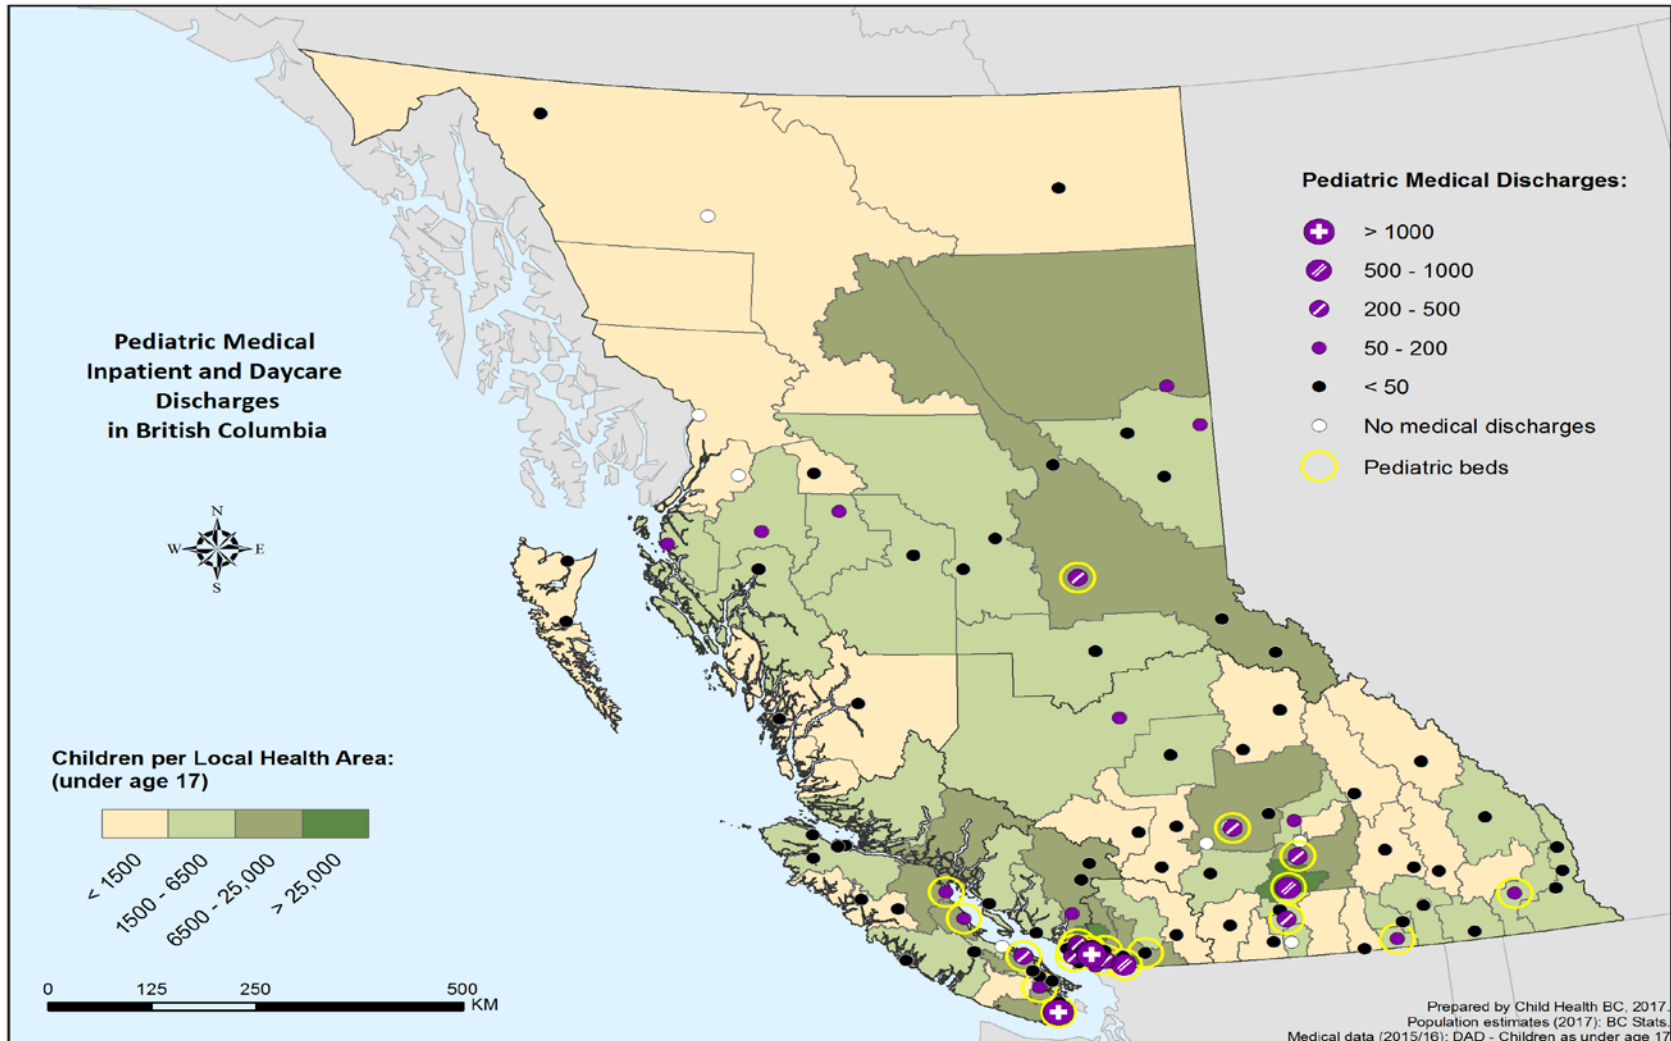 Pediatric Medical
Inpatient and Daycare
Discharges
in British Columbia
N
W
E
S
Pediatric Medical Discharges:
> 1000
500 - 1000
200 - 500
50 - 200
< 50
No medical discharges
Pediatric beds
Children per Local Health Area:
(under age 17)
< 1500
1500 - 6500
6500 - 25,000
> 25,000
0 125 250 500
KM
Prepared by Child Health BC, 2017.
Population estimates (2017): BC Stats.
Medical data (2015/16): DAD - Children as under age 17